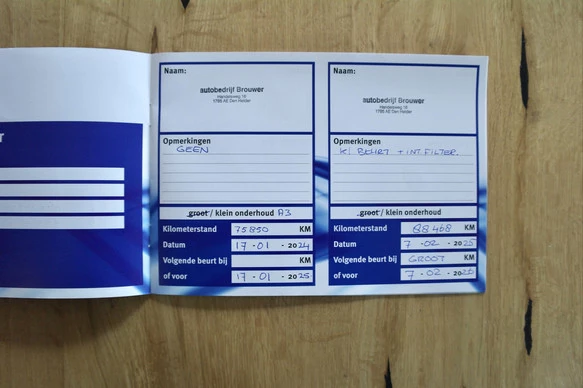 T
Naam:
autobedrijf Brouwer
Opmerkingen
GEEN
groot / klein onderhoud A3
Kilometerstand 75850 KM
Datum 17-01-2024
Volgende beurt bij KM
of voor 17-01-2025
Naam:
autobedrijf Brouwer
Opmerkingen
K/ BEURT + INT. FILTER.
groot / klein onderhoud
Kilometerstand 88468 KM
Datum 7-02-2025
Volgende beurt bij GROOT KM
of voor 7-02-2026